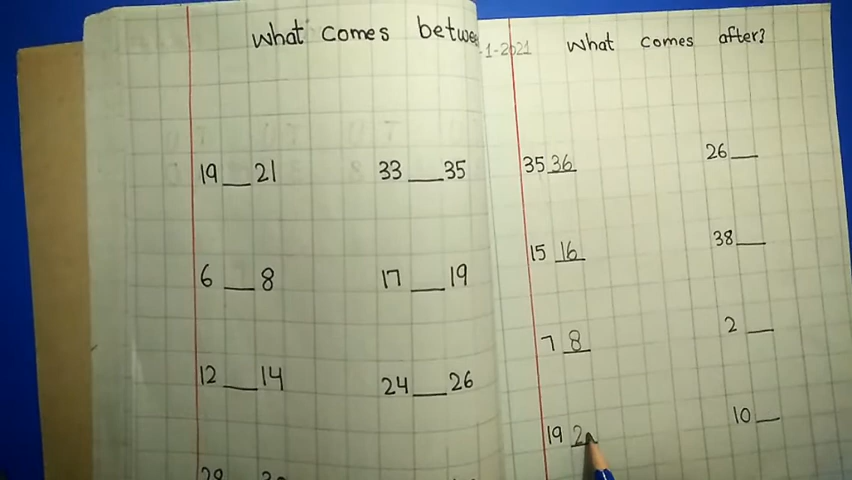 What comes
19 __ 21 33 __ 35
6 __ 8 17 __ 19
12 __ 14 24 __ 26
1-2021
What comes after?
35 36 26 __
15 16 38 __
7 8 2 __
19 10 __